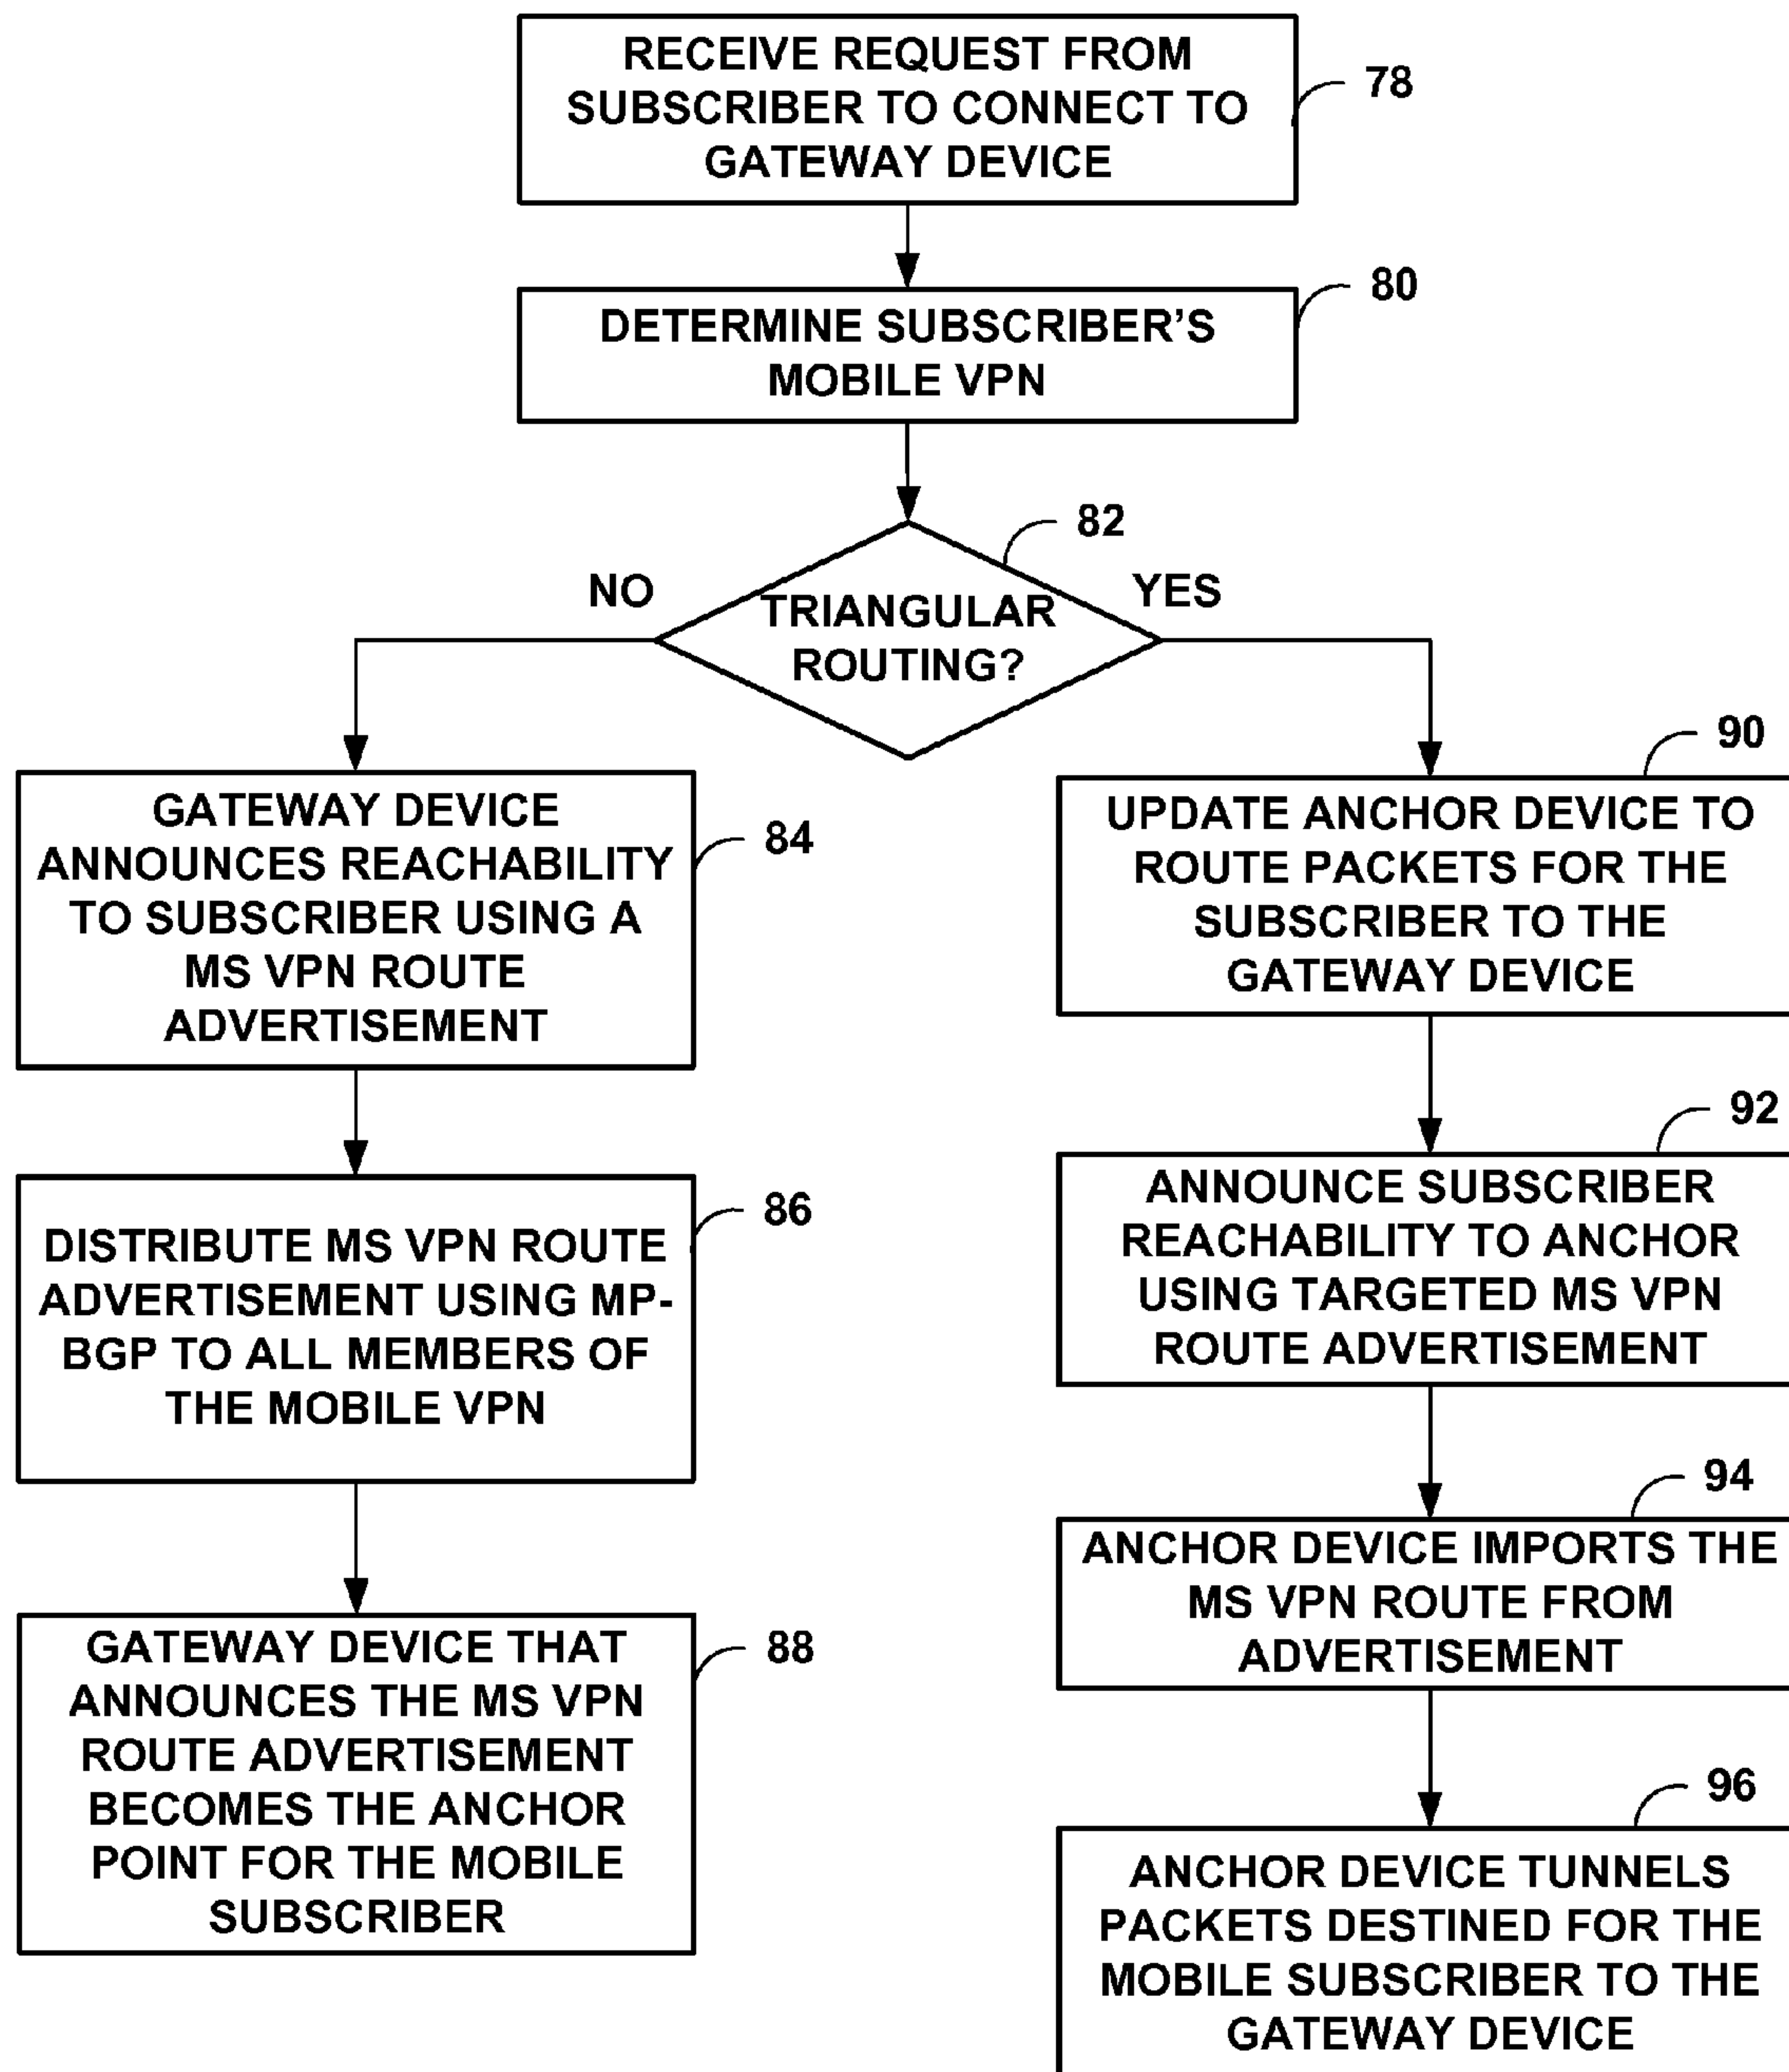 RECEIVE REQUEST FROM
SUBSCRIBER TO CONNECT TO
GATEWAY DEVICE
78
DETERMINE SUBSCRIBER'S
MOBILE VPN
80
82
NO
YES
TRIANGULAR
ROUTING?
GATEWAY DEVICE
ANNOUNCES REACHABILITY
TO SUBSCRIBER USING A
MS VPN ROUTE
ADVERTISEMENT
84
DISTRIBUTE MS VPN ROUTE
ADVERTISEMENT USING MP-
BGP TO ALL MEMBERS OF
THE MOBILE VPN
86
GATEWAY DEVICE THAT
ANNOUNCES THE MS VPN
ROUTE ADVERTISEMENT
BECOMES THE ANCHOR
POINT FOR THE MOBILE
SUBSCRIBER
88
90
UPDATE ANCHOR DEVICE TO
ROUTE PACKETS FOR THE
SUBSCRIBER TO THE
GATEWAY DEVICE
92
ANNOUNCE SUBSCRIBER
REACHABILITY TO ANCHOR
USING TARGETED MS VPN
ROUTE ADVERTISEMENT
94
ANCHOR DEVICE IMPORTS THE
MS VPN ROUTE FROM
ADVERTISEMENT
96
ANCHOR DEVICE TUNNELS
PACKETS DESTINED FOR THE
MOBILE SUBSCRIBER TO THE
GATEWAY DEVICE